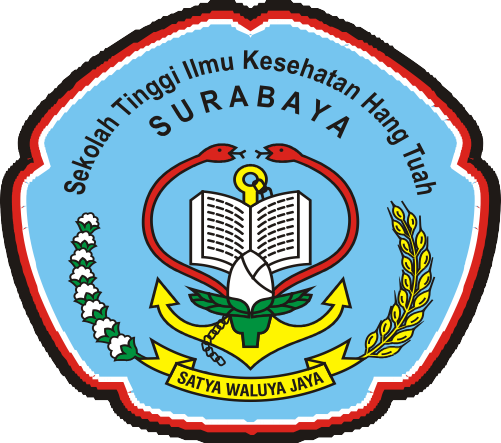 Sekolah Tinggi Ilmu Kesehatan Hang Tuah
SURABAYA
SATYA WALUYA JAYA